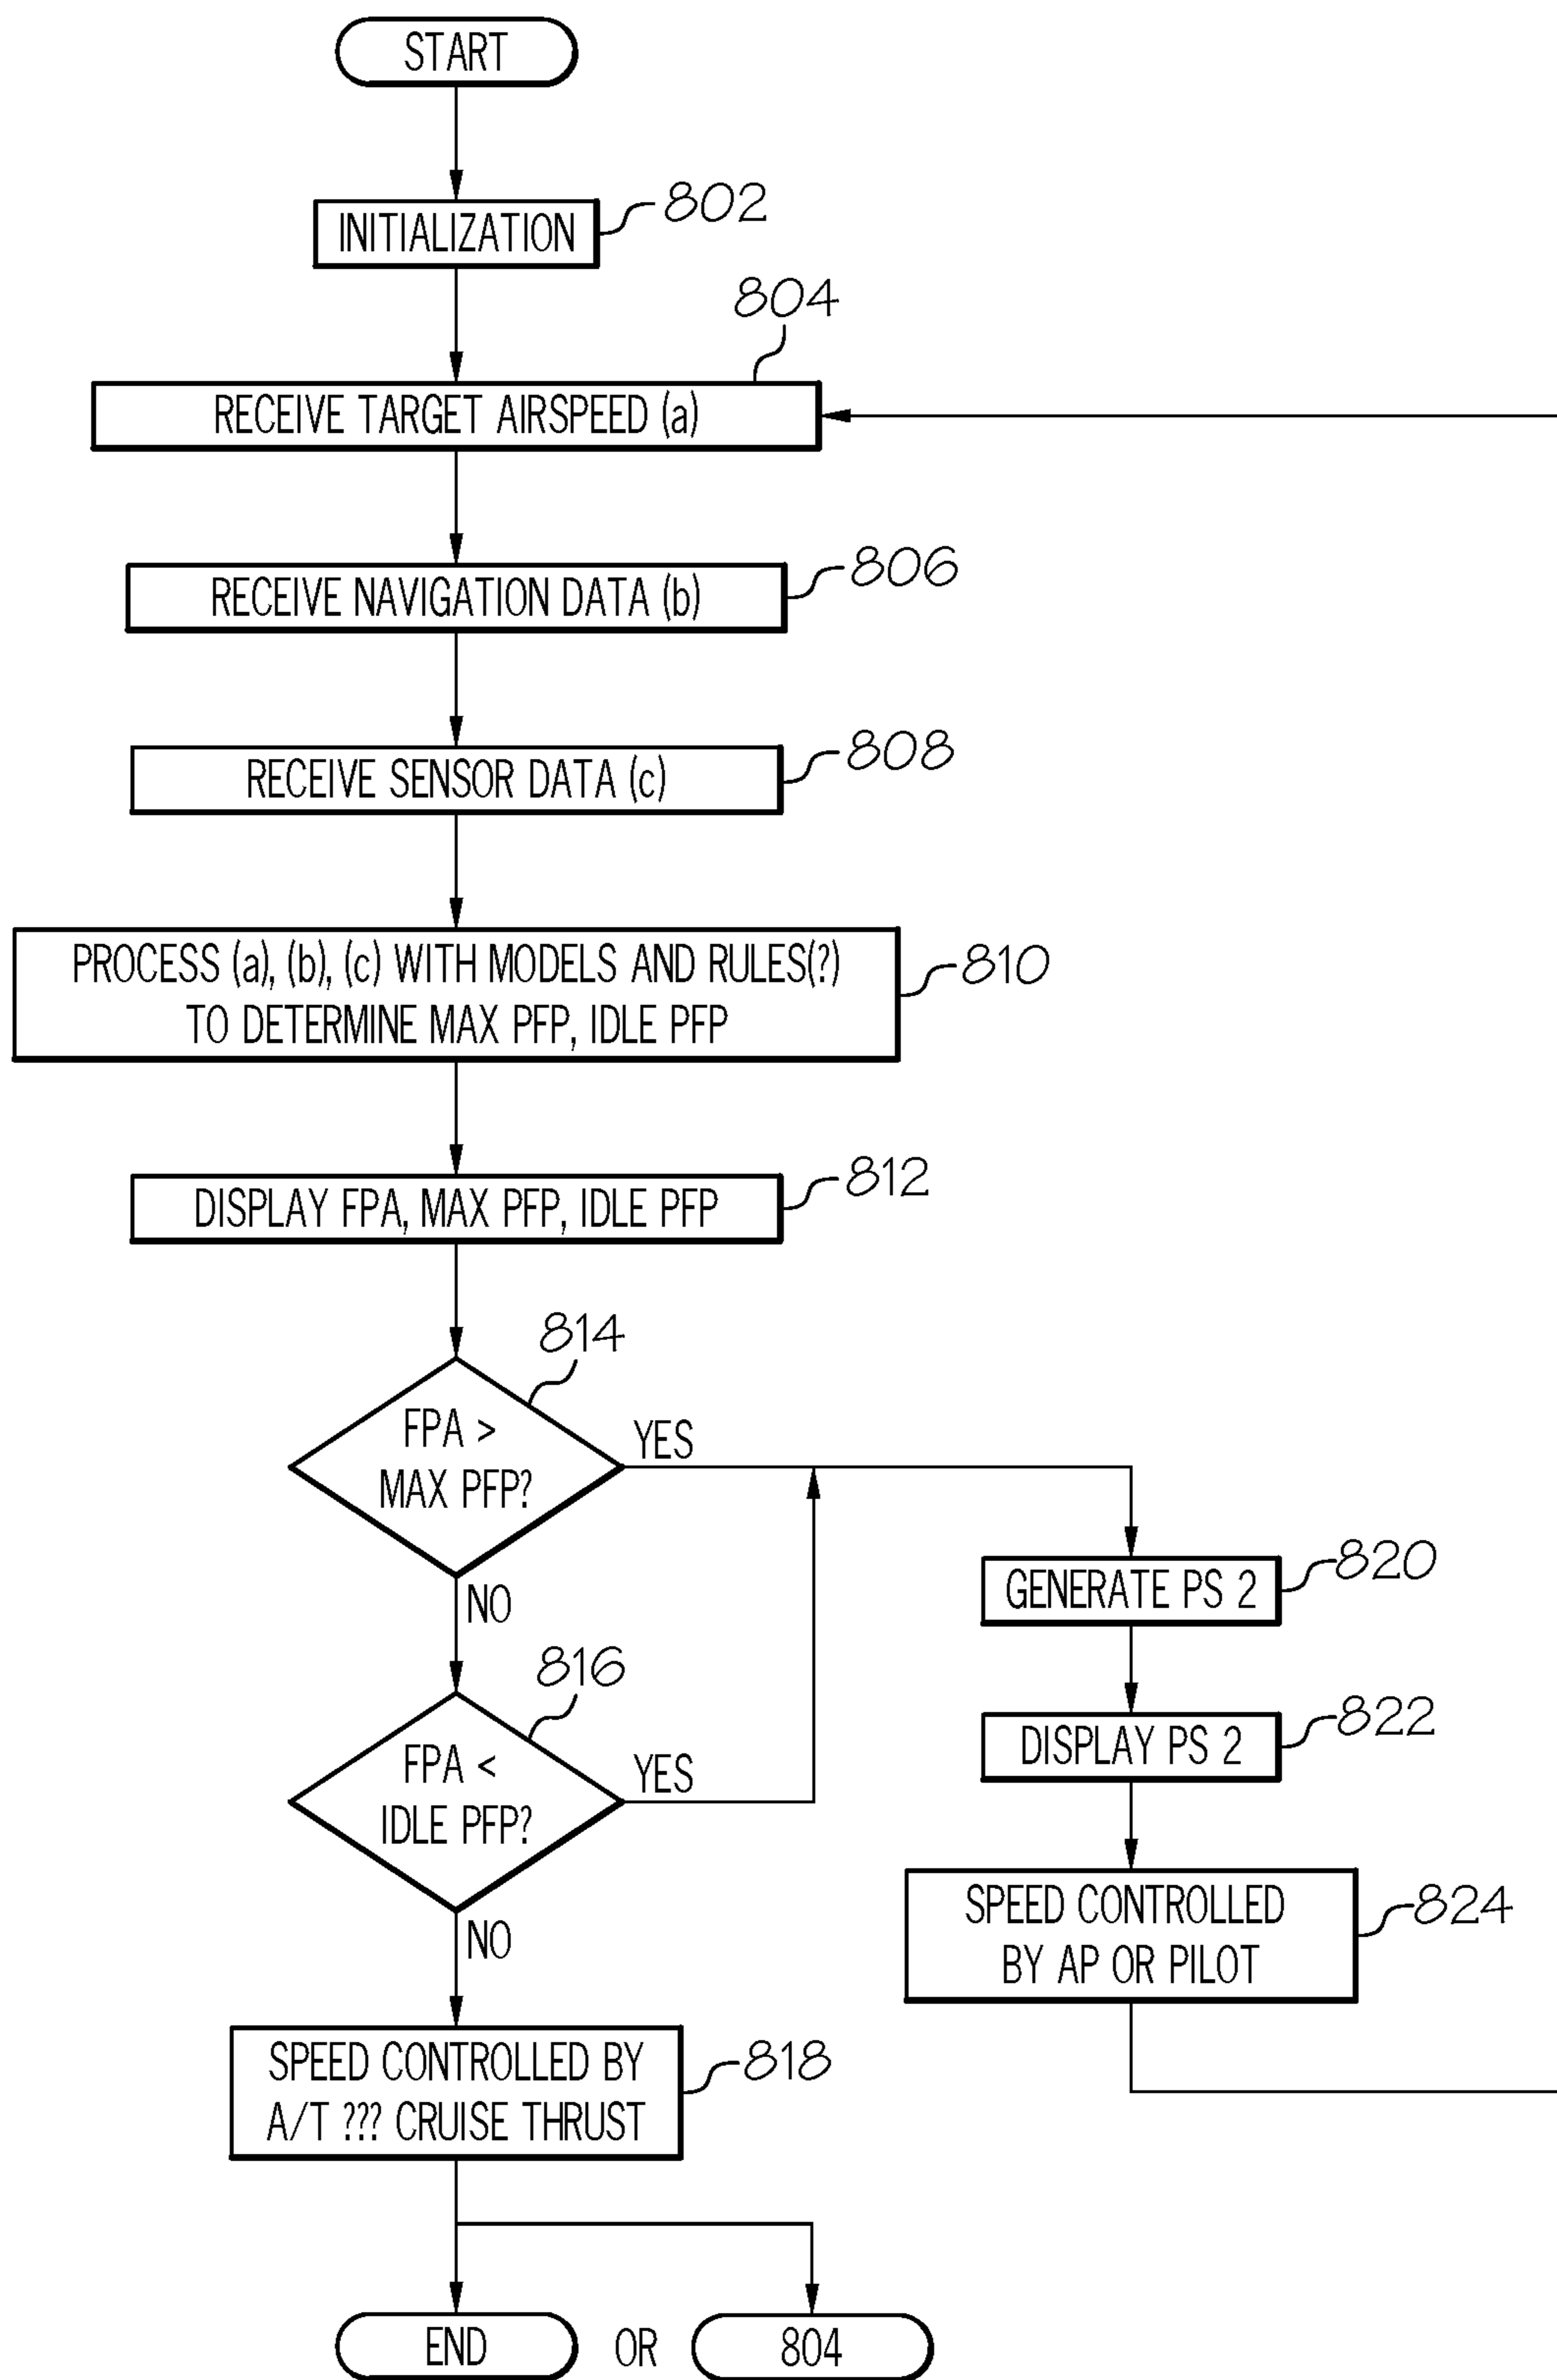 START
INITIALIZATION
802
804
RECEIVE TARGET AIRSPEED (a)
RECEIVE NAVIGATION DATA (b)
806
RECEIVE SENSOR DATA (c)
808
PROCESS (a), (b), (c) WITH MODELS AND RULES(?)
TO DETERMINE MAX PFP, IDLE PFP
810
DISPLAY FPA, MAX PFP, IDLE PFP
812
814
FPA >
MAX PFP?
YES
NO
816
FPA <
IDLE PFP?
YES
NO
GENERATE PS 2
820
DISPLAY PS 2
822
SPEED CONTROLLED
BY AP OR PILOT
824
SPEED CONTROLLED BY
A/T ??? CRUISE THRUST
818
END
OR
804